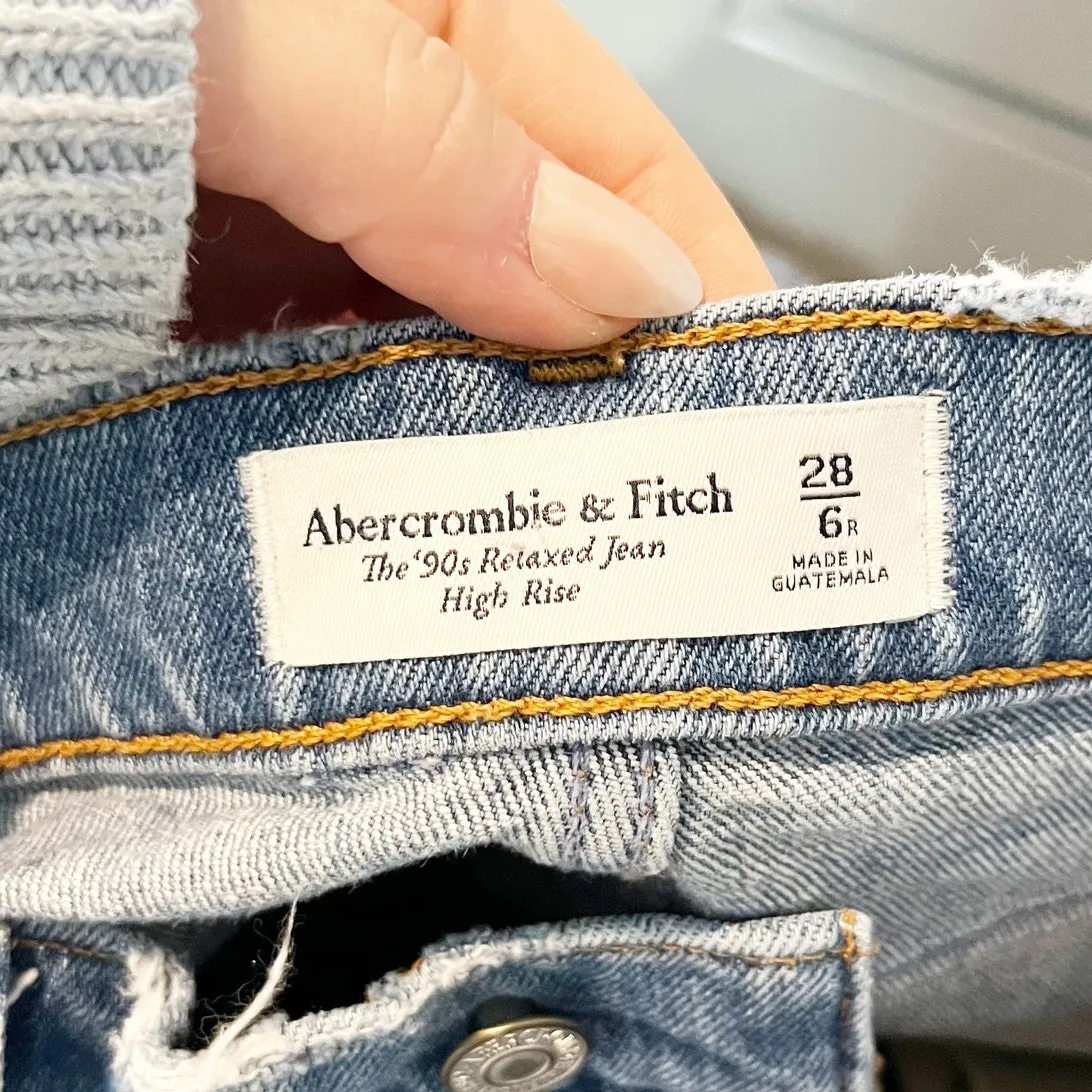 Abercrombie & Fitch
The '90s Relaxed Jean
High Rise
28
6R
MADE IN
GUATEMALA